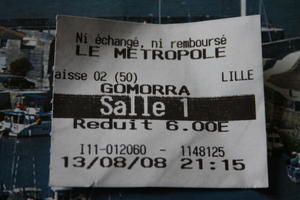 Ni échangé, ni remboursé
LE METROPOLE
aisse 02 (50) LILLE
GOMORRA
Salle 1
Reduit 6.00E
I11-012060 - 1148125
13/08/08 21:15